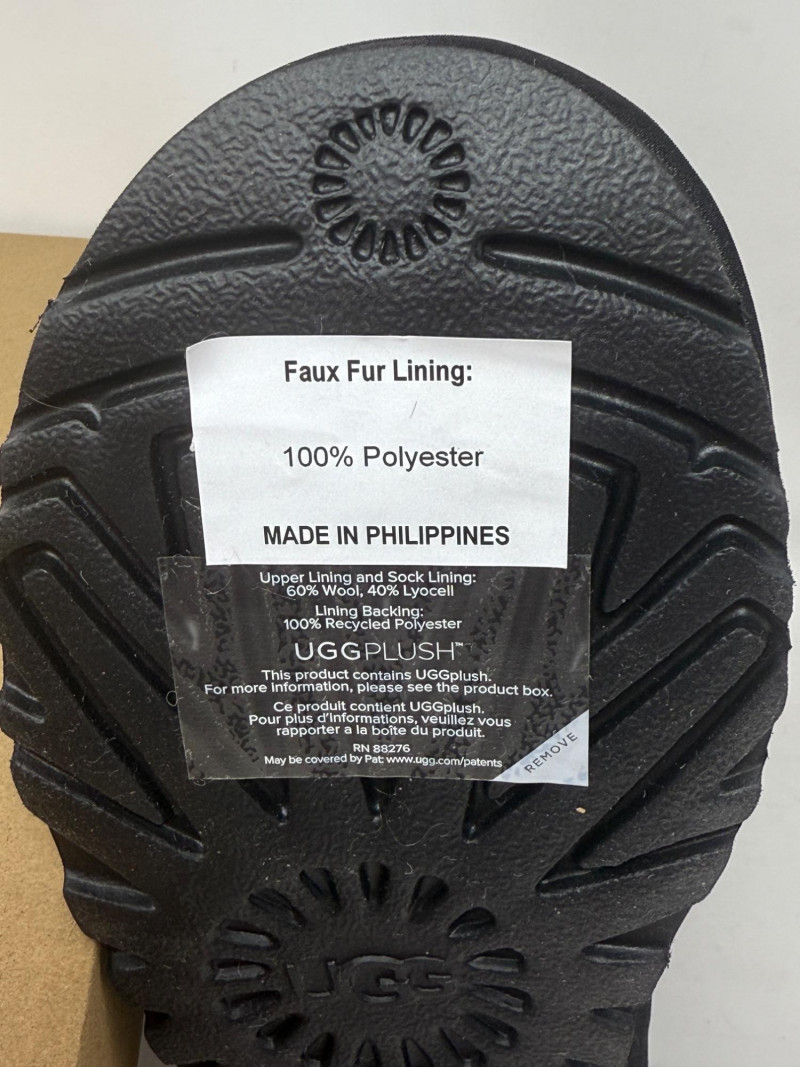 Faux Fur Lining:
100% Polyester
MADE IN PHILIPPINES
Upper Lining and Sock Lining:
60% Wool, 40% Lyocell
Lining Backing:
100% Recycled Polyester
UGGPLUSH™
This product contains UGGplush.
For more information, please see the product box.
Ce produit contient UGGplush.
Pour plus d'informations, veuillez vous
rapporter a la boîte du produit.
RN 88276
May be covered by Pat: www.ugg.com/patents
REMOVE
UGG